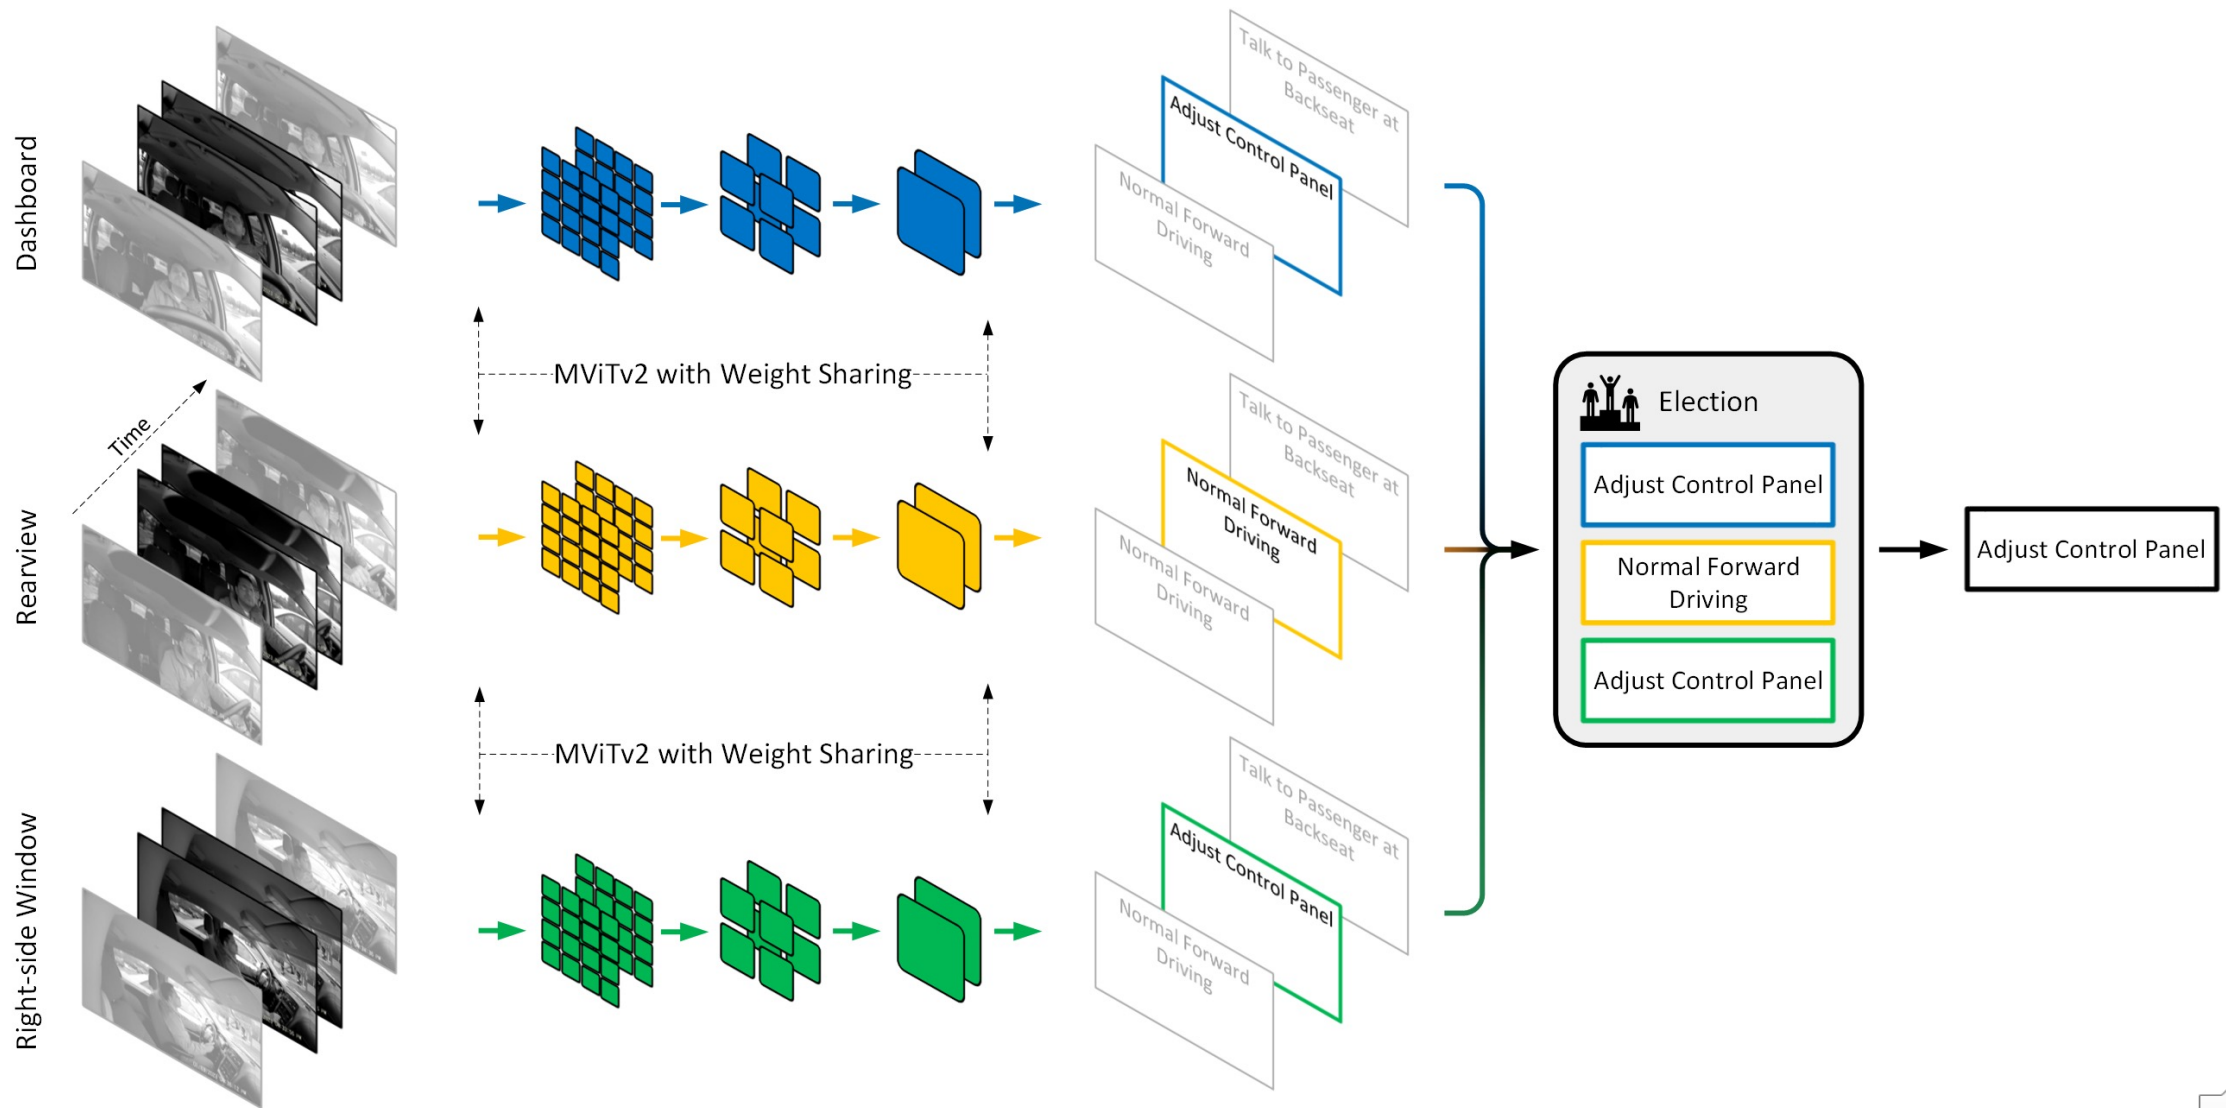 Dashboard
Talk to Passenger at
Backseat
Adjust Control Panel
Normal Forward
Driving
MViTv2 with Weight Sharing
Time
Rearview
Talk to Passenger at
Backseat
Normal Forward
Driving
Normal Forward
Driving
MViTv2 with Weight Sharing
Right-side Window
Talk to Passenger at
Backseat
Adjust Control Panel
Normal Forward
Driving
Election
Adjust Control Panel
Normal Forward
Driving
Adjust Control Panel
Adjust Control Panel